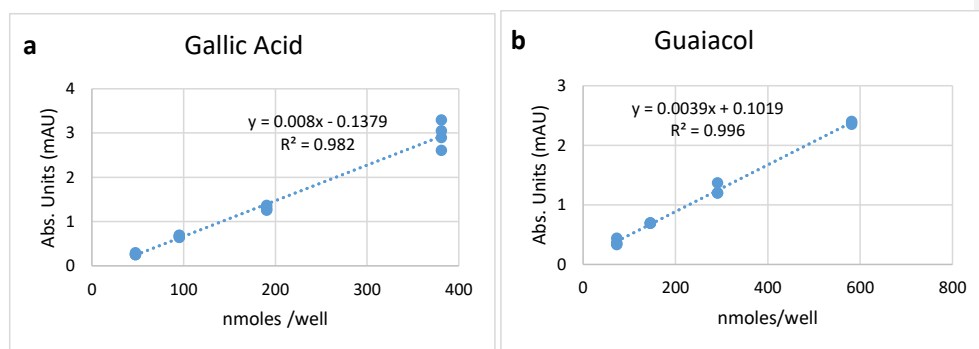 a
Gallic Acid
Abs. Units (mAU)
4
3
2
1
0
y = 0.008x - 0.1379
R² = 0.982
0 100 200 300 400
nmoles /well
b
Guaiacol
Abs. Units (mAU)
3
2
1
0
y = 0.0039x + 0.1019
R² = 0.996
0 200 400 600 800
nmoles/well